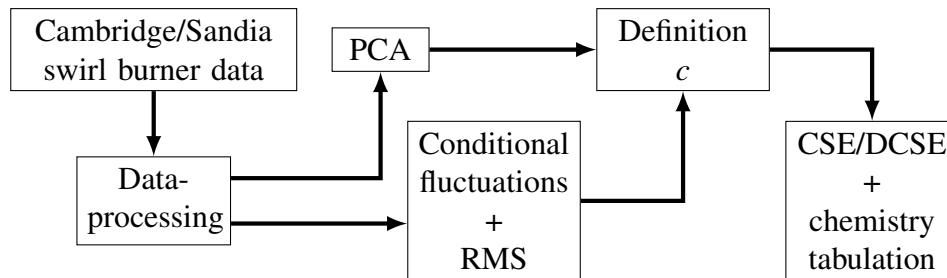 Cambridge/Sandia
swirl burner data
Data-
processing
PCA
Conditional
fluctuations
+
RMS
Definition
c
CSE/DCSE
+
chemistry
tabulation